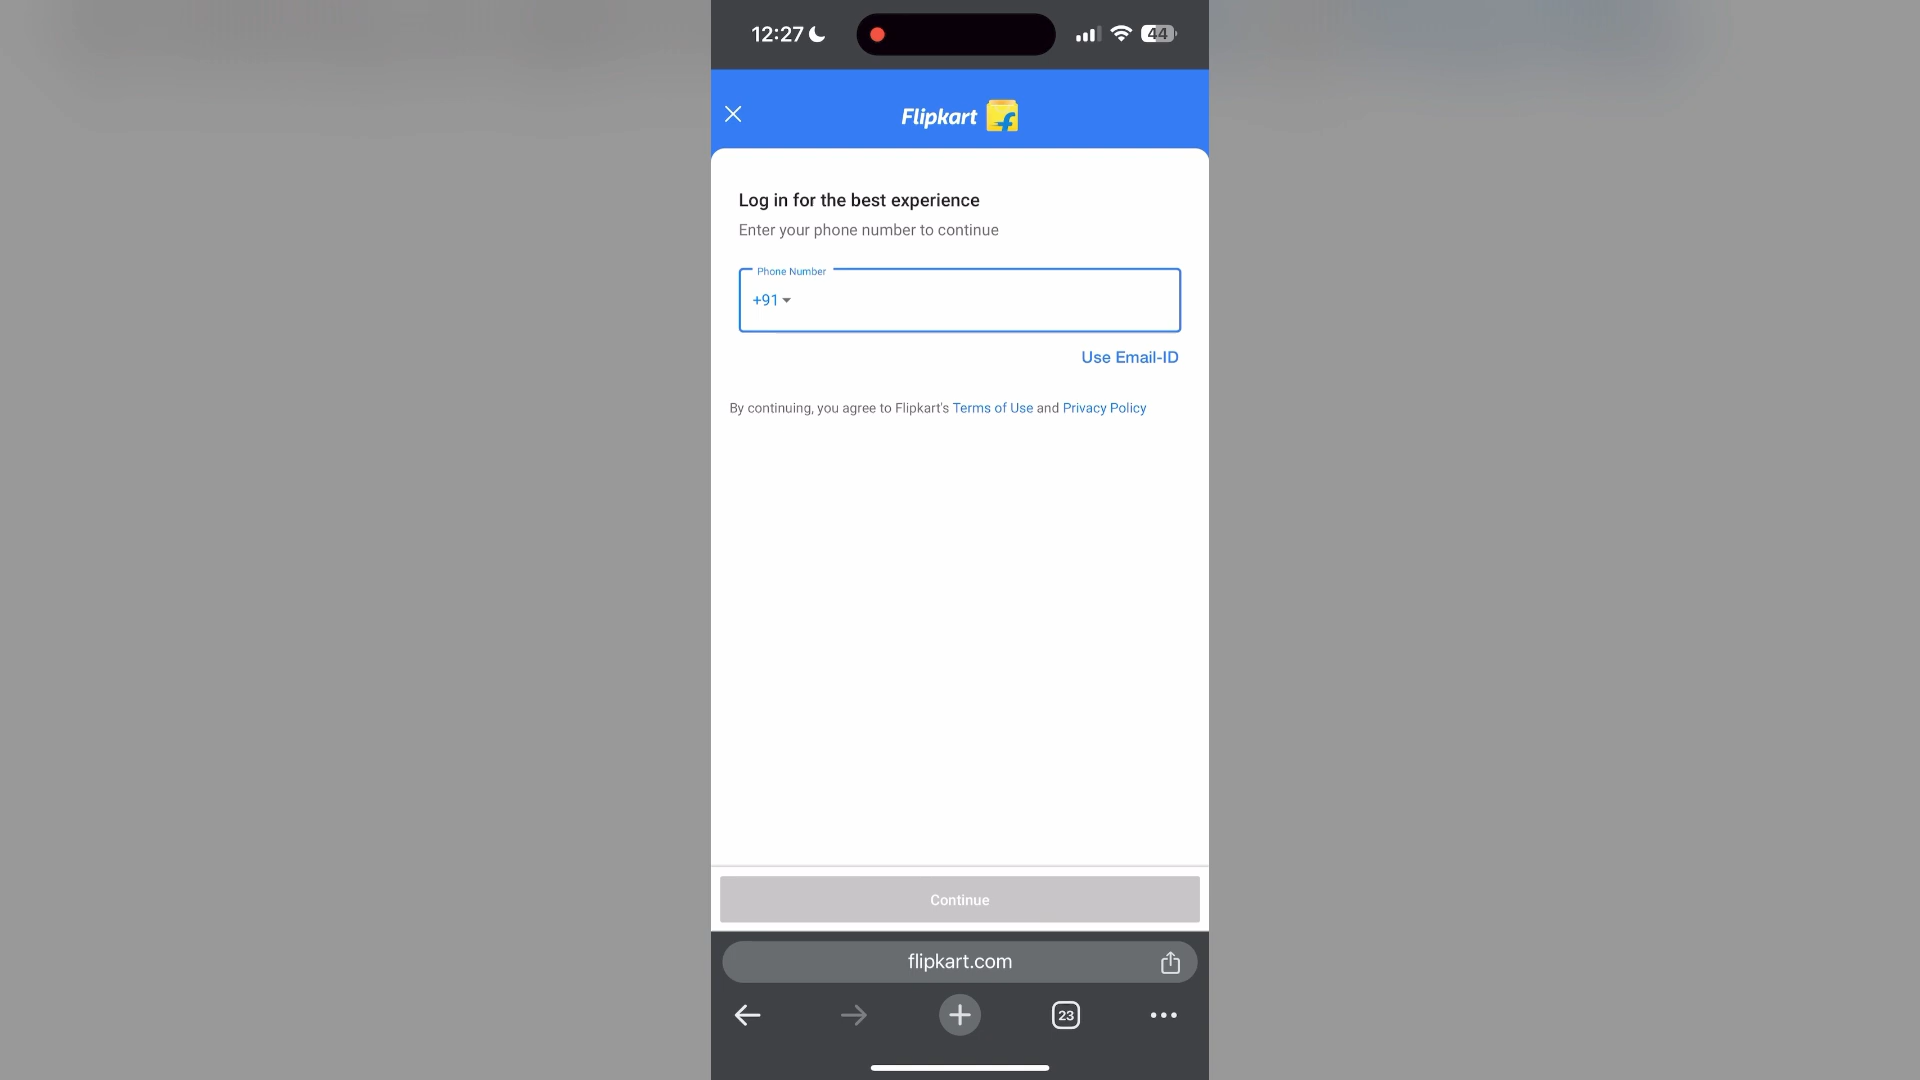 12:27
44
Flipkart
Log in for the best experience
Enter your phone number to continue
Phone Number
+91
Use Email-ID
By continuing, you agree to Flipkart's Terms of Use and Privacy Policy
Continue
flipkart.com
23